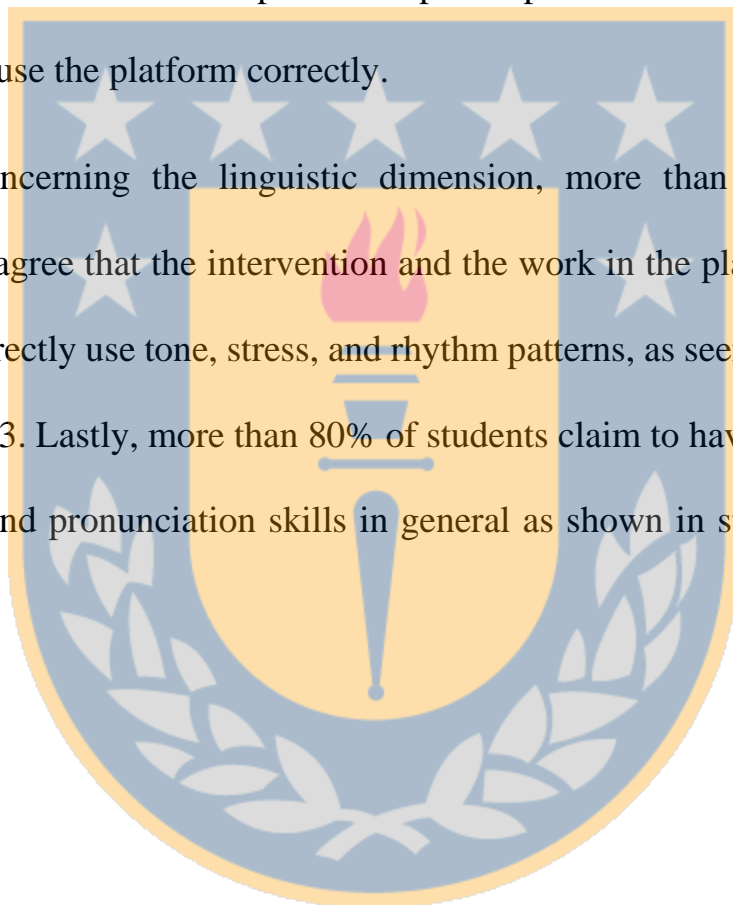 use the platform correctly.
ncerning the linguistic dimension, more than
agree that the intervention and the work in the pla
rectly use tone, stress, and rhythm patterns, as see
3. Lastly, more than 80% of students claim to hav
nd pronunciation skills in general as shown in s